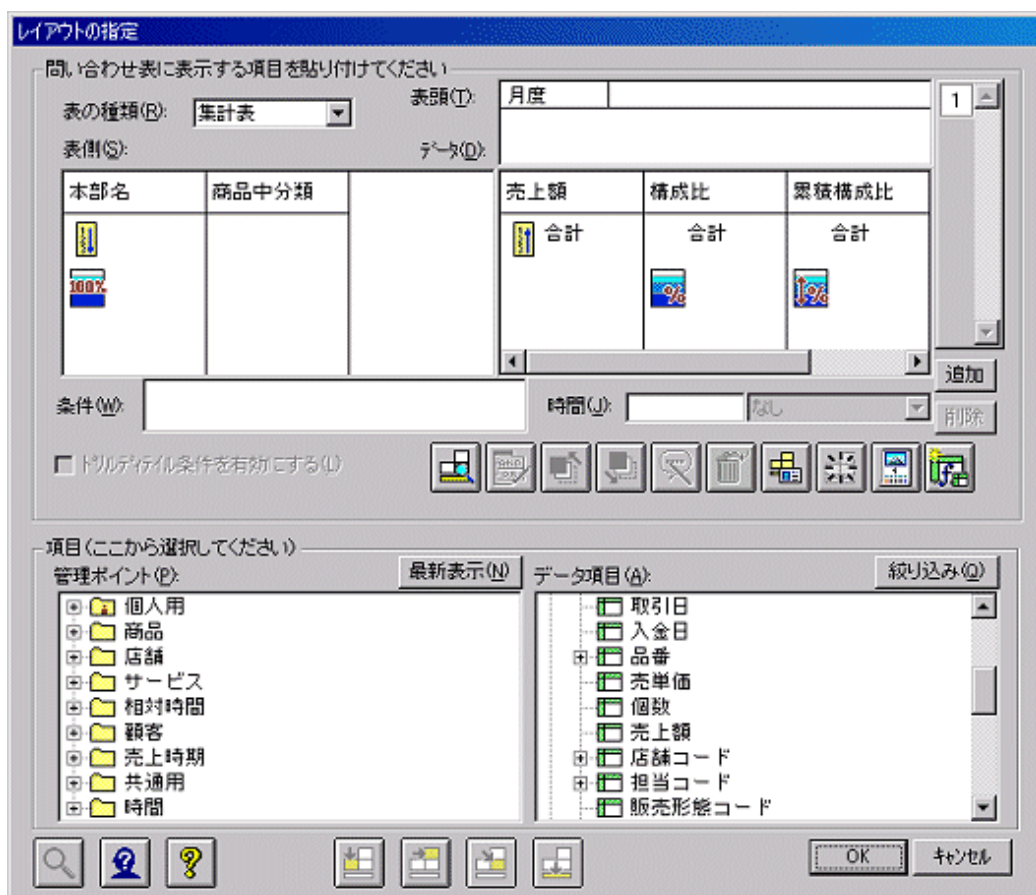 レイアウトの指定
問い合わせ表に表示する項目を貼り付けてください
表の種類(R): 集計表
表頭(T): 月度
1
表側(S):
データ(D):
本部名 商品中分類
売上額 構成比 累積構成比
合計 合計 合計
100%
% %
追加
条件(W):
時間(J): なし
削除
ドリルディテイル条件を有効にする(L)
項目(ここから選択してください)
管理ポイント(P): 最新表示(N)
データ項目(A): 絞り込み(Q)
個人用
商品
店舗
サービス
相対時間
顧客
売上時期
共通用
時間
取引日
入金日
品番
売単価
個数
売上額
店舗コード
担当コード
販売形態コード
OK キャンセル